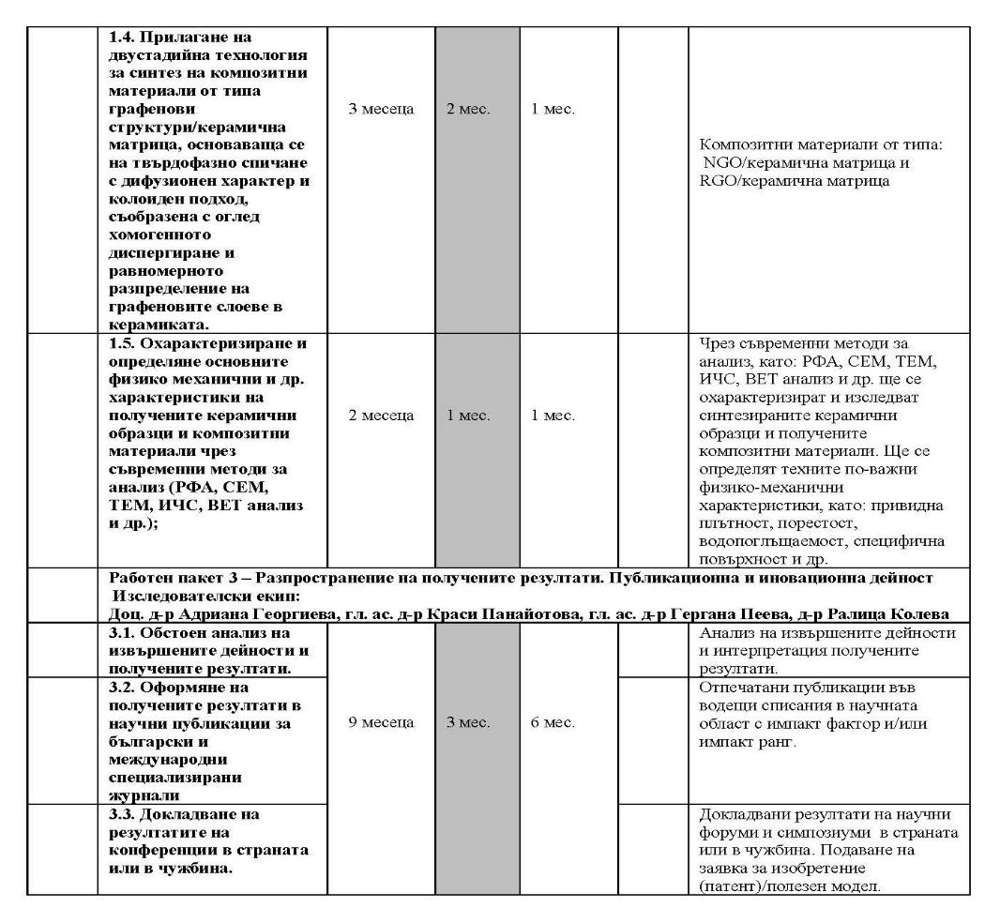 1.4. Прилагане на
двустадийна технология
за синтез на композитни
материали от типа
графенови
структури/керамична
матрица, основаваща се
на твърдофазно спичане
с дифузионен характер и
колоиден подход,
съобразена с оглед
хомогенното
диспергиране и
равномерното
разпределение на
графеновите слоеве в
керамиката.
3 месеца
2 мес.
1 мес.
Композитни материали от типа:
NGO/керамична матрица и
RGO/керамична матрица
1.5. Охарактеризиране и
определяне основните
физико механични и др.
характеристики на
получените керамични
образци и композитни
материали чрез
съвременни методи за
анализ (РФА, СЕМ,
ТЕМ, ИЧС, ВЕТ анализ
и др.);
2 месеца
1 мес.
1 мес.
Чрез съвременни методи за
анализ, като: РФА, СЕМ, ТЕМ,
ИЧС, ВЕТ анализ и др. ще се
охарактеризират и изследват
синтезираните керамични
образци и получените
композитни материали. Ще се
определят техните по-важни
физико-механични
характеристики, като: привидна
плътност, порестост,
водопоглъщаемост, специфична
повърхност и др.
Работен пакет 3 – Разпространение на получените резултати. Публикационна и иновационна дейност
Изследователски екип:
Доц. д-р Адриана Георгиева, гл. ас. д-р Краси Панайотова, гл. ас. д-р Гергана Пеева, д-р Ралица Колева
3.1. Обстоен анализ на
извършените дейности и
получените резултати.
Анализ на извършените дейности
и интерпретация получените
резултати.
3.2. Оформяне на
получените резултати в
научни публикации за
български и
международни
специализирани
журнали
9 месеца
3 мес.
6 мес.
Отпечатани публикации във
водещи списания в научната
област с импакт фактор и/или
импакт ранг.
3.3. Докладване на
резултатите на
конференции в страната
или в чужбина.
Докладвани резултати на научни
форуми и симпозиуми в страната
или в чужбина. Подаване на
заявка за изобретение
(патент)/полезен модел.